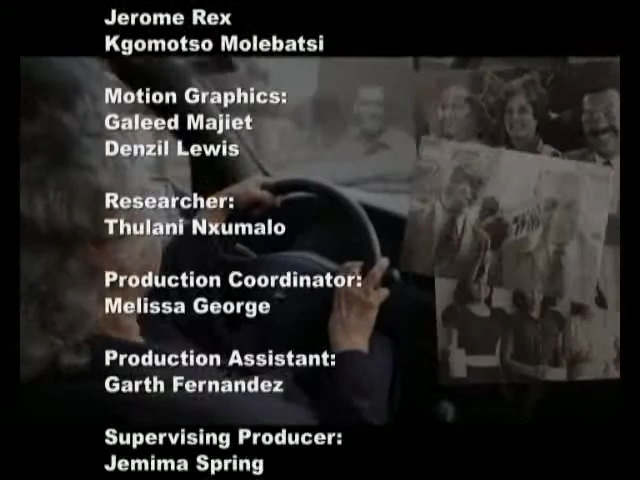 Jerome Rex
Kgomotso Molebatsi
Motion Graphics:
Galeed Majiet
Denzil Lewis
Researcher:
Thulani Nxumalo
Production Coordinator:
Melissa George
Production Assistant:
Garth Fernandez
Supervising Producer:
Jemima Spring